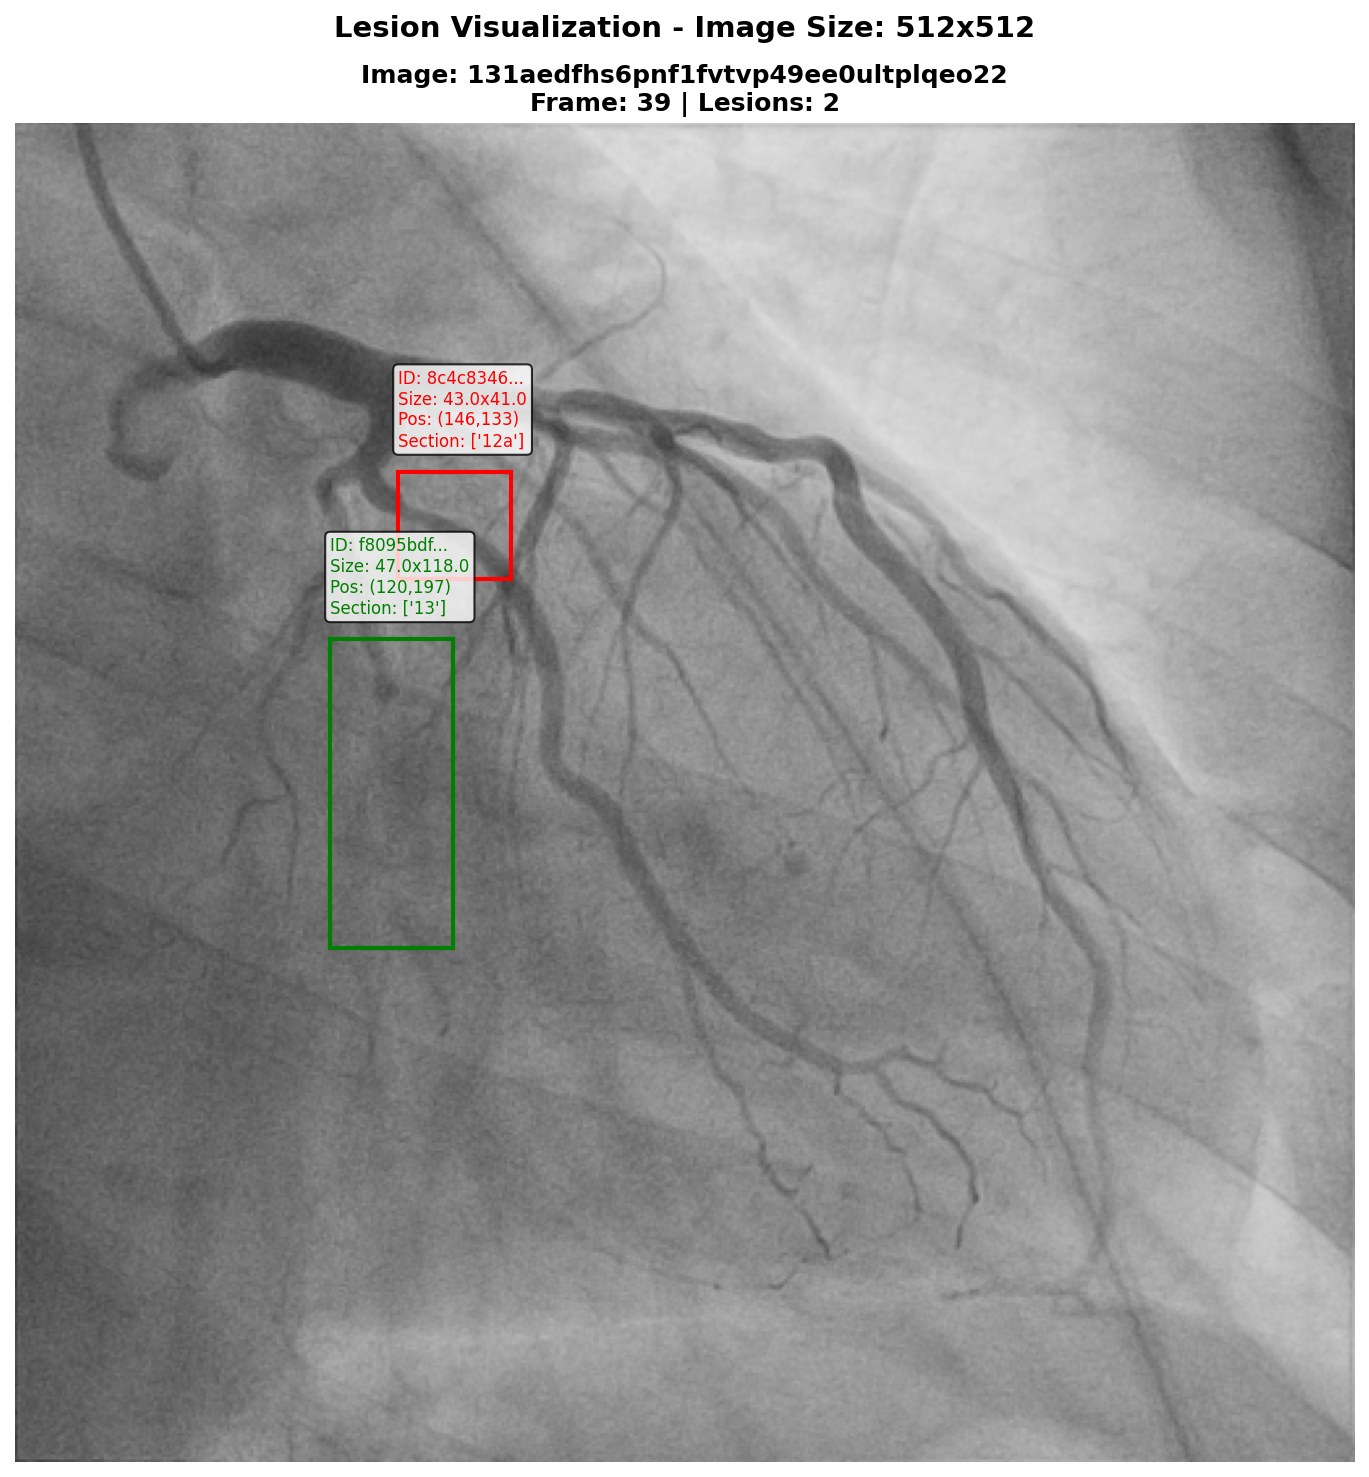 Lesion Visualization - Image Size: 512x512
Image: 131aedfhs6pnf1fvtvp49ee0ultplqeo22
Frame: 39 | Lesions: 2
ID: 8c4c8346...
Size: 43.0x41.0
Pos: (146,133)
Section: ['12a']
ID: f8095bdf...
Size: 47.0x118.0
Pos: (120,197)
Section: ['13']